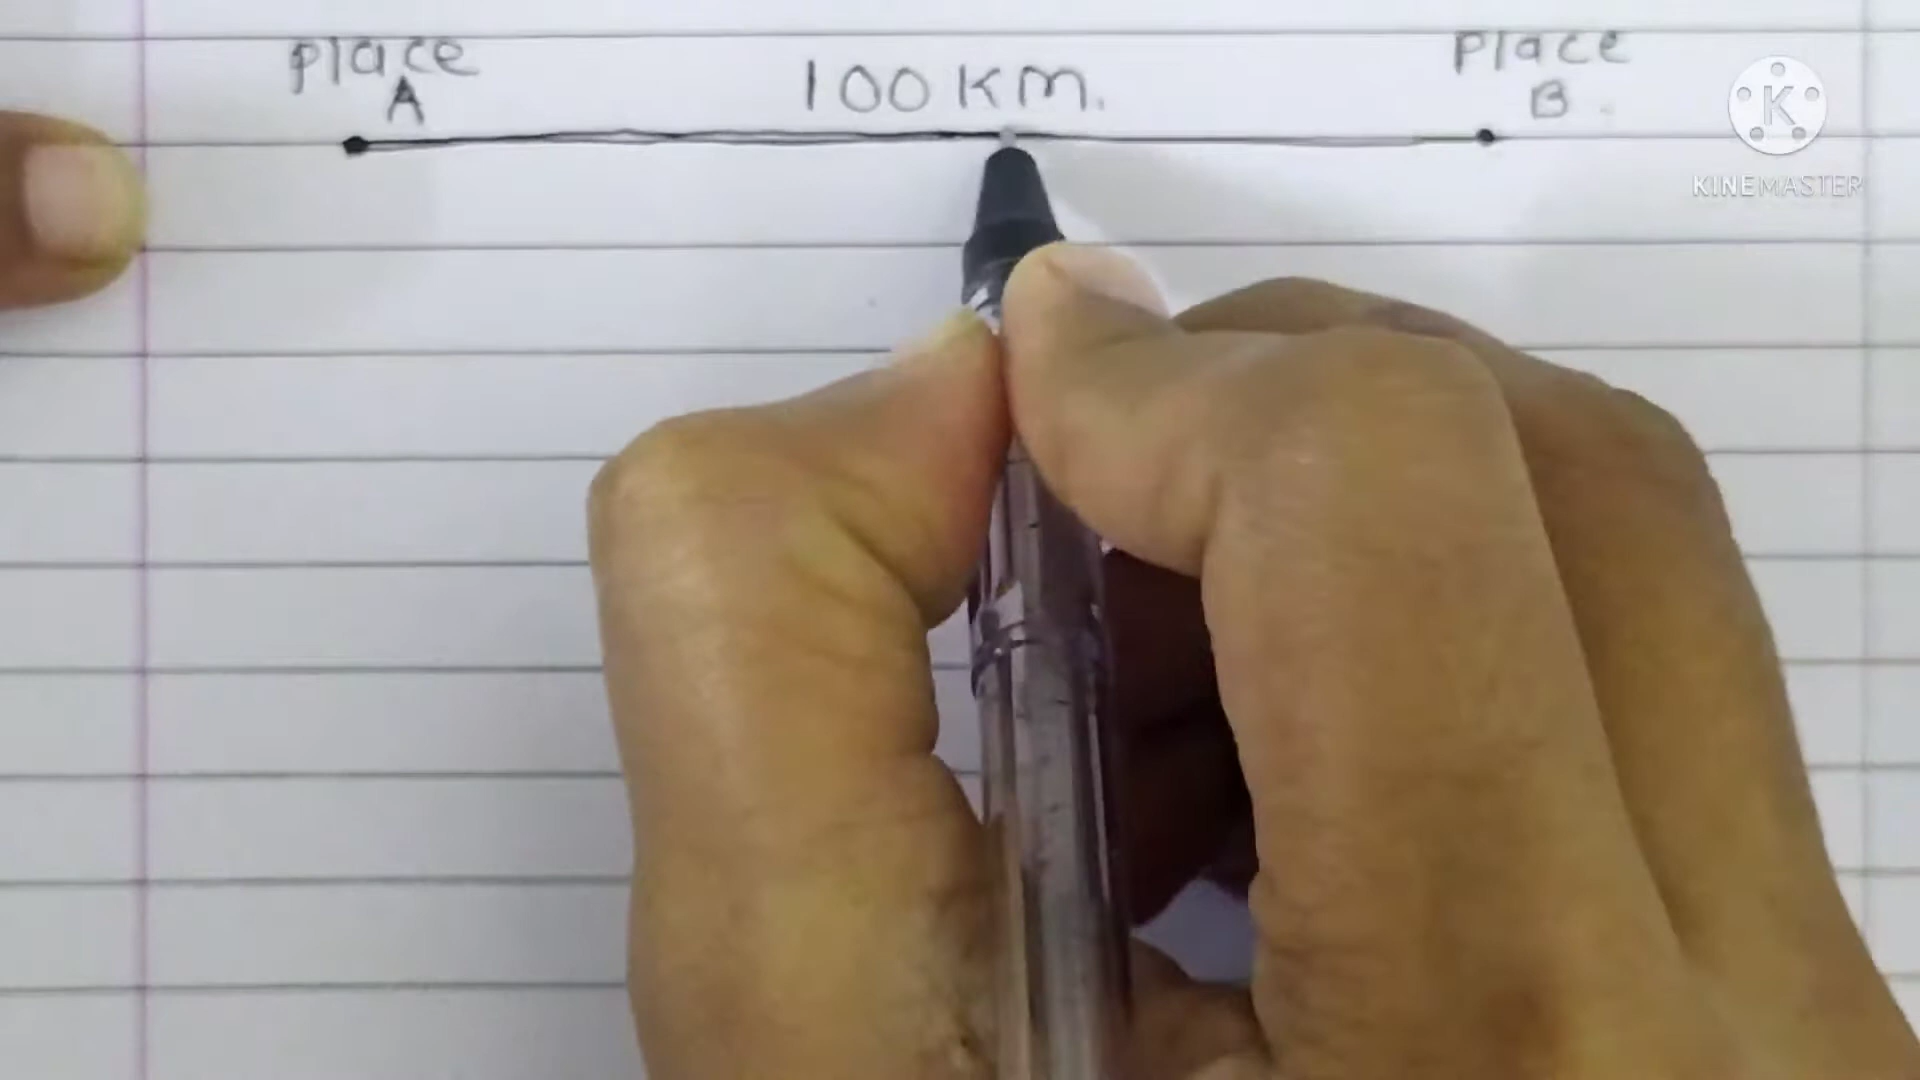 Place
A
100 KM.
Place
B.
K
KINEMASTER